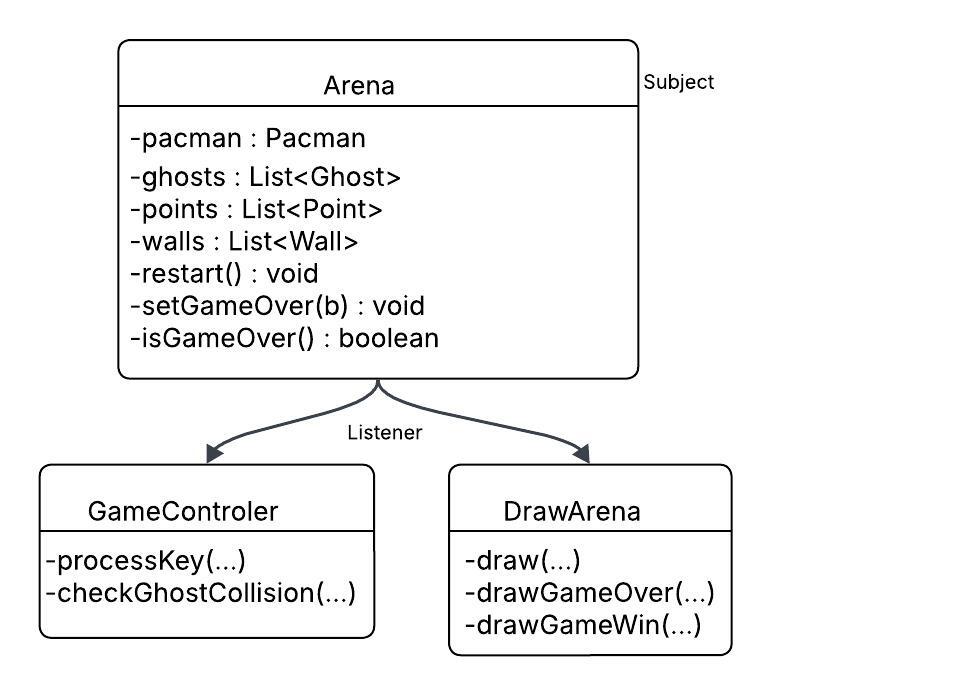 Arena
Subject
-pacman : Pacman
-ghosts : List<Ghost>
-points : List<Point>
-walls : List<Wall>
-restart() : void
-setGameOver(b) : void
-isGameOver() : boolean
Listener
GameControler
-processKey(...)
-checkGhostCollision(...)
DrawArena
-draw(...)
-drawGameOver(...)
-drawGameWin(...)